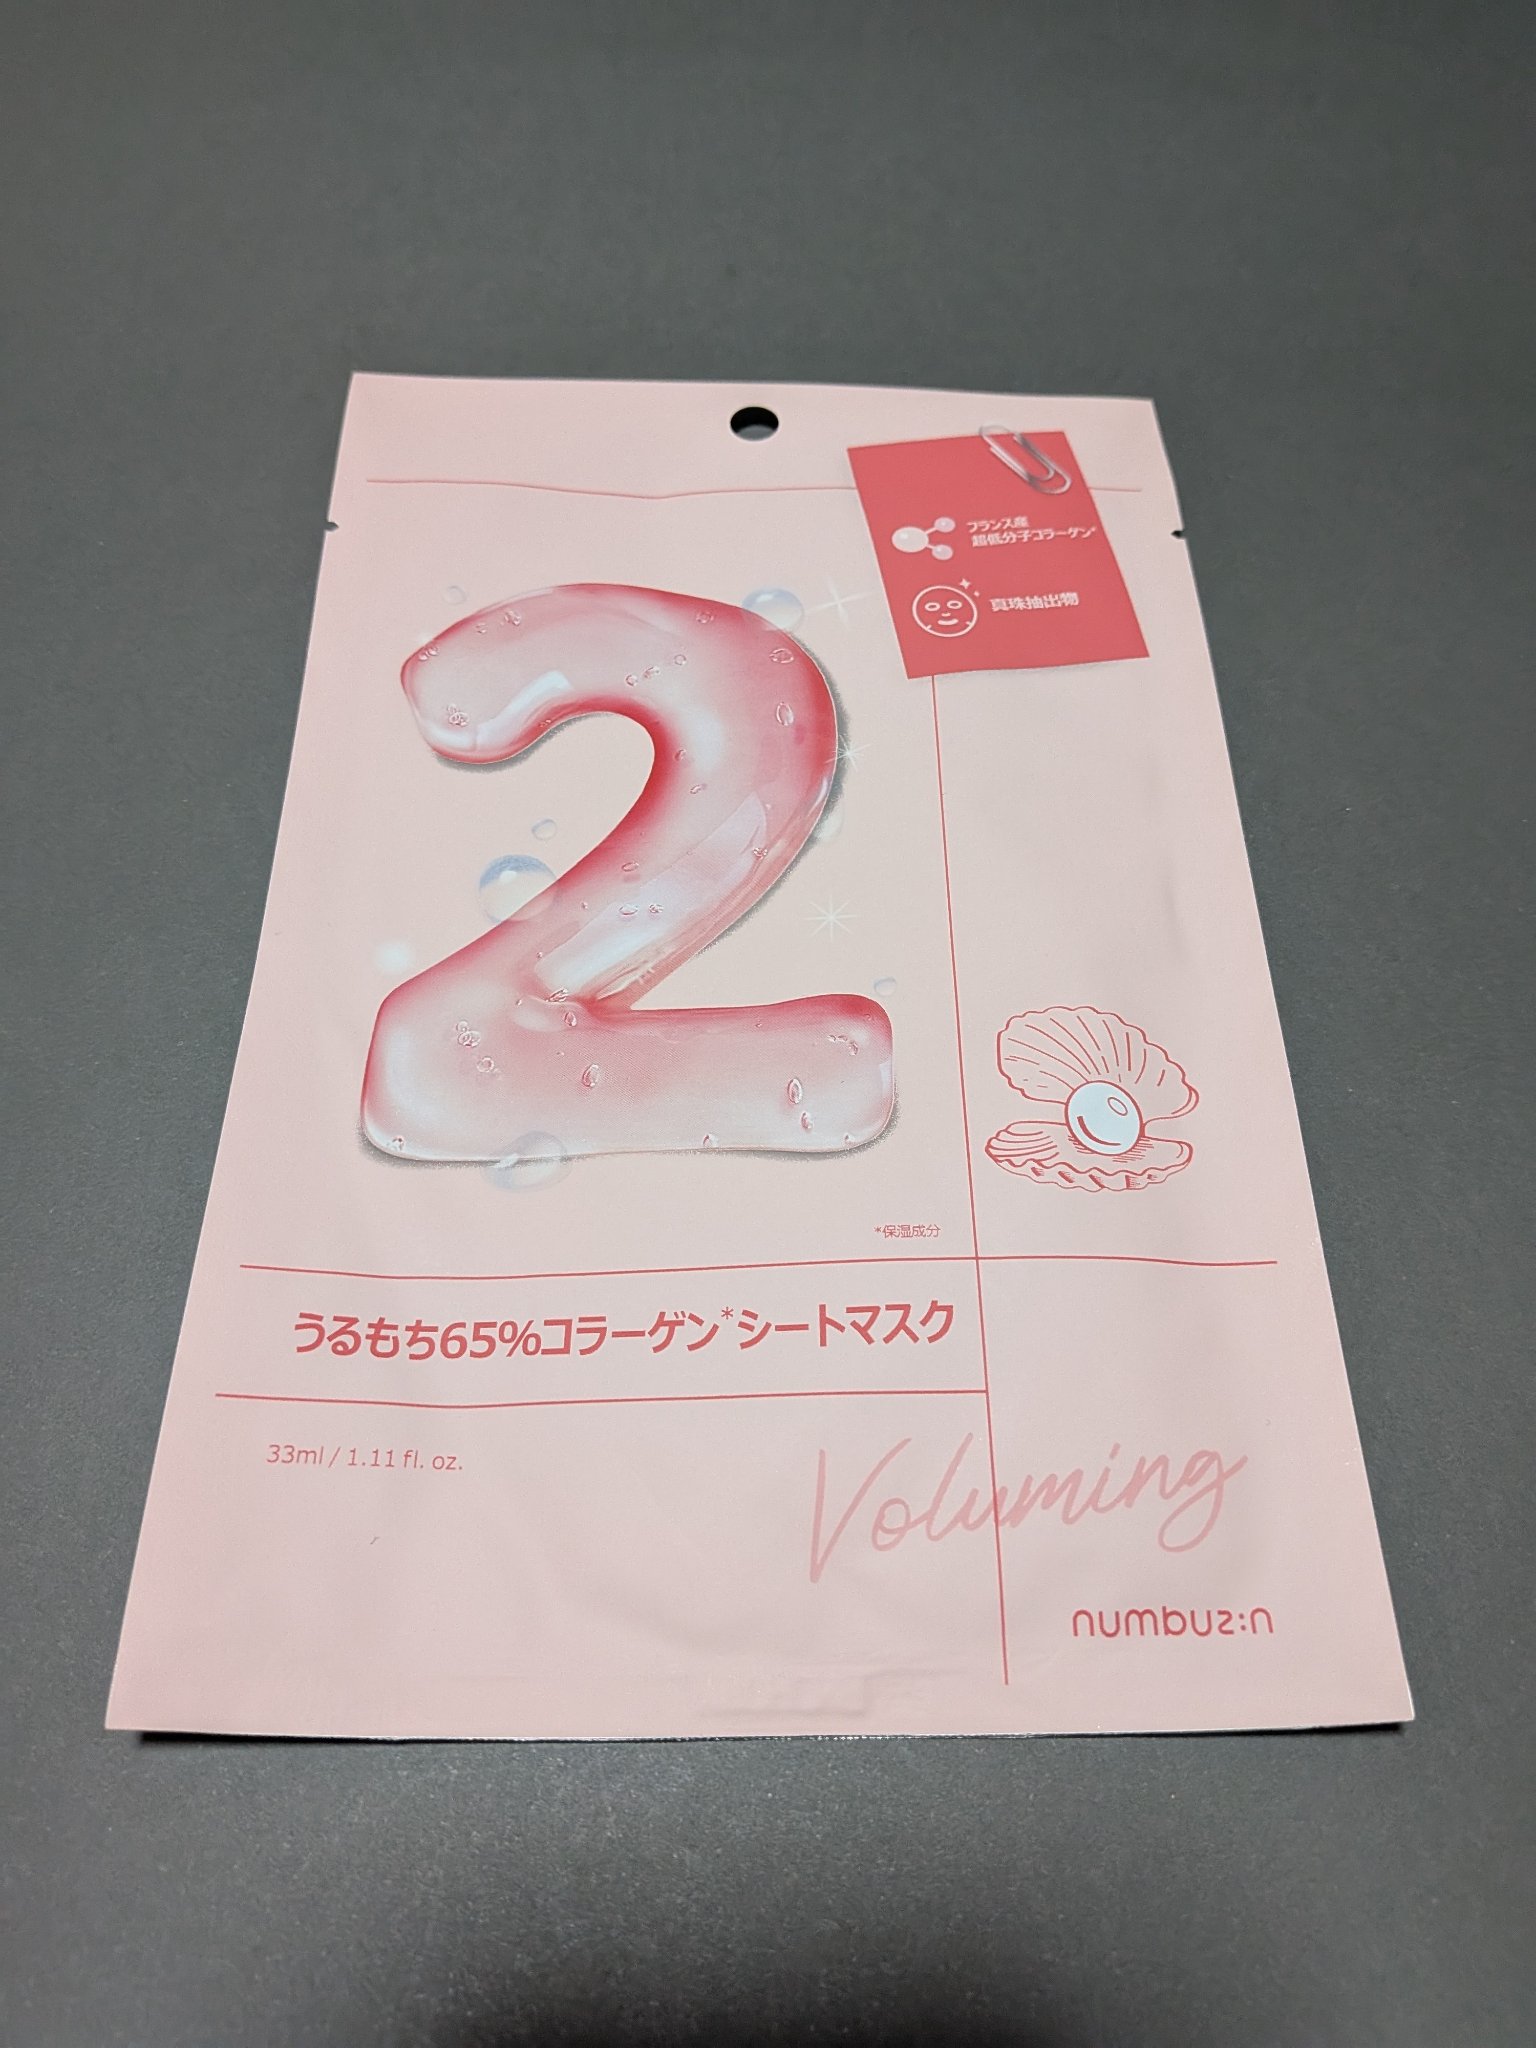 フランス産
超低分子コラーゲン*
真珠抽出物
2
*保湿成分
うるもち65%コラーゲン*シートマスク
33ml / 1.11 fl. oz.
Voluming
numbuz:n